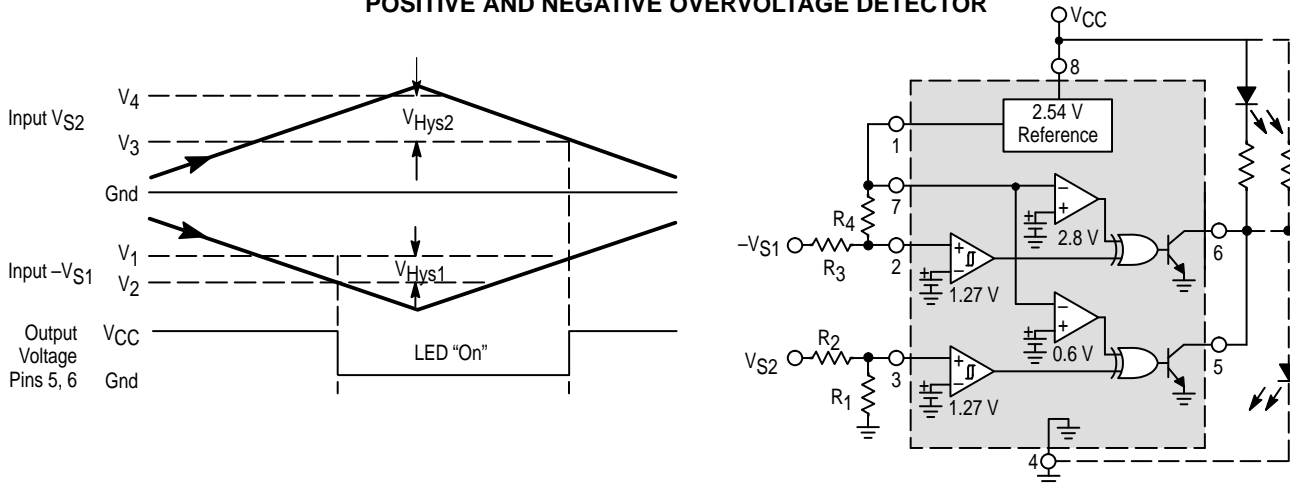 POSITIVE AND NEGATIVE OVERVOLTAGE DETECTOR
Input VS2
V4
VHys2
V3
Gnd
Input –VS1
V1
VHys1
V2
Output
Voltage
Pins 5, 6
VCC
LED “On”
Gnd
VCC
8
2.54 V
Reference
1
7
R4
–
+
±
2.8 V
6
–VS1
R3
2
+
–
±
1.27 V
–
+
±
0.6 V
5
VS2
R2
3
R1
+
–
±
1.27 V
4